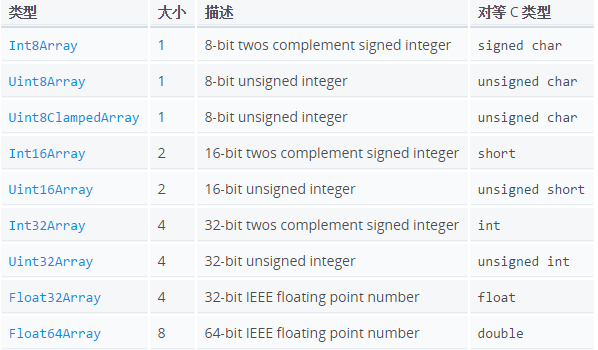 类型 大小 描述 对等 C 类型
Int8Array 1 8-bit twos complement signed integer signed char
Uint8Array 1 8-bit unsigned integer unsigned char
Uint8ClampedArray 1 8-bit unsigned integer unsigned char
Int16Array 2 16-bit twos complement signed integer short
Uint16Array 2 16-bit unsigned integer unsigned short
Int32Array 4 32-bit twos complement signed integer int
Uint32Array 4 32-bit unsigned integer unsigned int
Float32Array 4 32-bit IEEE floating point number float
Float64Array 8 64-bit IEEE floating point number double